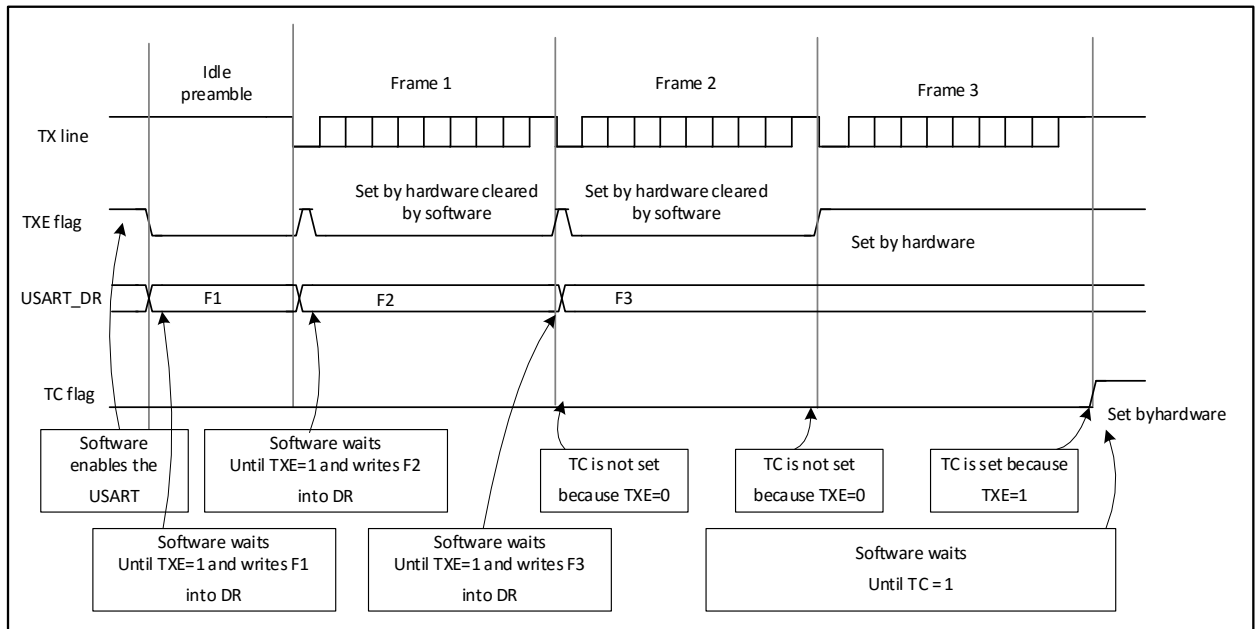 Idle
preamble
Frame 1
Frame 2
Frame 3
TX line
Set by hardware cleared
by software
Set by hardware cleared
by software
TXE flag
Set by hardware
USART_DR
F1
F2
F3
TC flag
Set byhardware
Software
enables the
USART
Software waits
Until TXE=1 and writes F2
into DR
TC is not set
because TXE=0
TC is not set
because TXE=0
TC is set because
TXE=1
Software waits
Until TXE=1 and writes F1
into DR
Software waits
Until TXE=1 and writes F3
into DR
Software waits
Until TC = 1